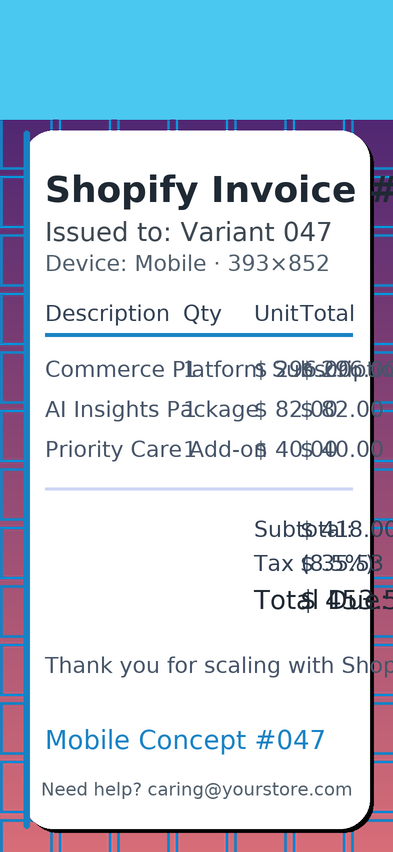 Shopify Invoice #
Issued to: Variant 047
Device: Mobile · 393×852
Description Qty Unit Total
Commerce Platform Subscription 1 $ 296.00 $ 296.00
AI Insights Package 1 $ 82.00 $ 82.00
Priority Care Add-on 1 $ 40.00 $ 40.00
Subtotal: $ 418.00
Tax (8.5%): $ 35.53
Total Due: $ 453.5
Thank you for scaling with Shop
Mobile Concept #047
Need help? caring@yourstore.com